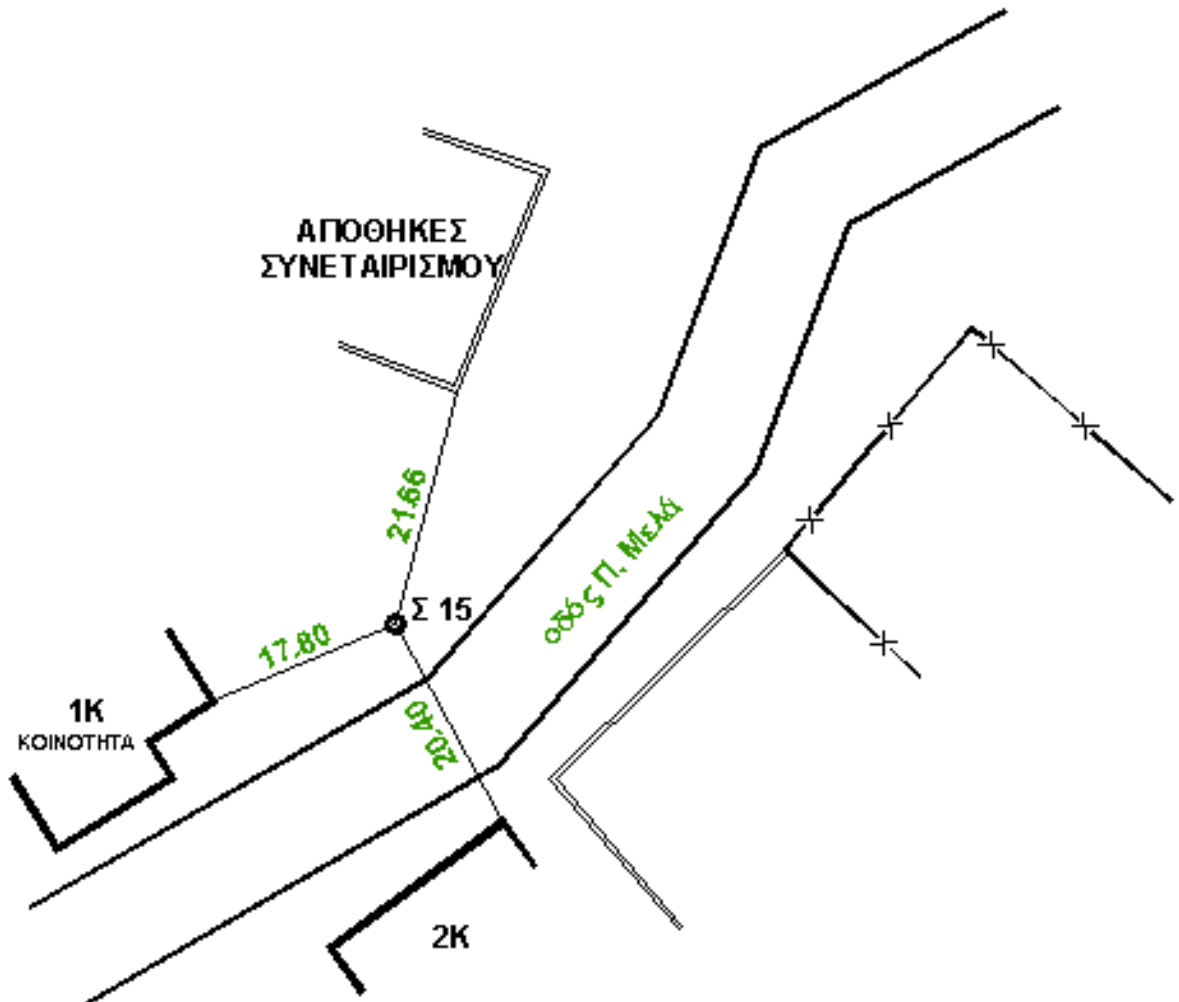 ΑΠΟΘΗΚΕΣ
ΣΥΝΕΤΑΙΡΙΣΜΟΥ
21.66
οδός Π. Μελά
Σ 15
17.80
1Κ
ΚΟΙΝΟΤΗΤΑ
20.40
2Κ